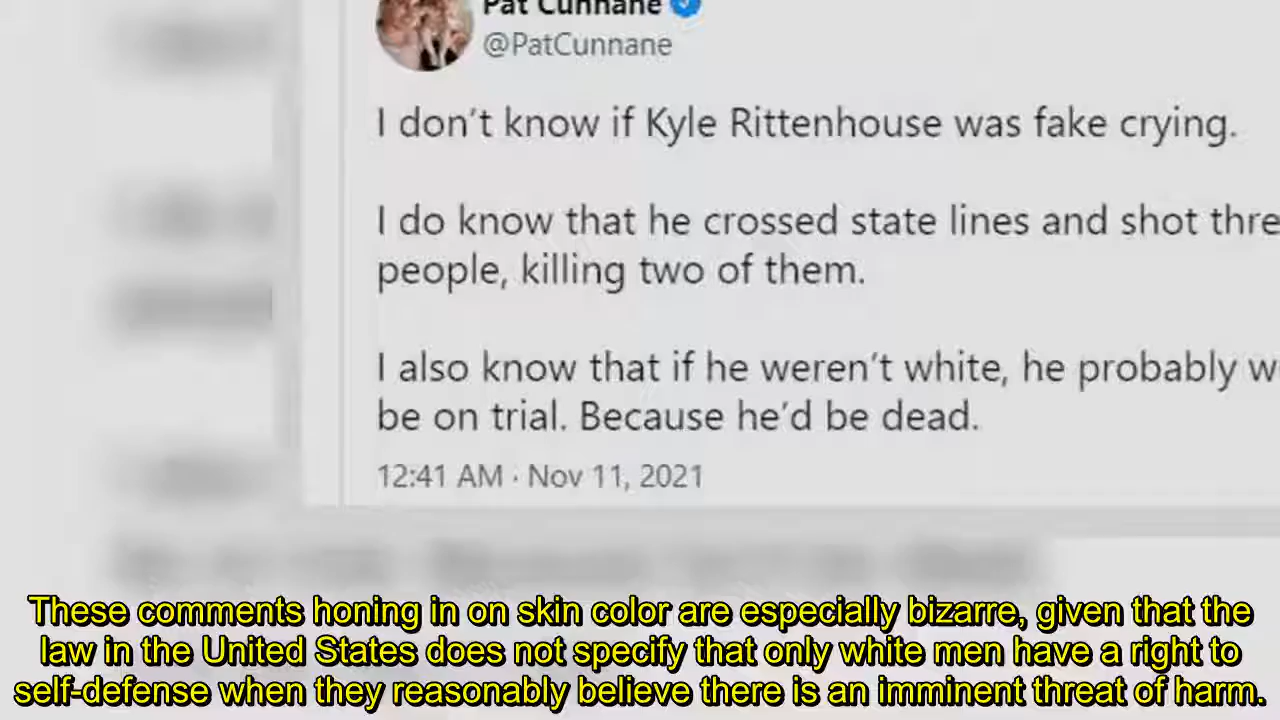 Pat Cunnane
@PatCunnane
I don't know if Kyle Rittenhouse was fake crying.
I do know that he crossed state lines and shot
people, killing two of them.
I also know that if he weren't white, he probably
be on trial. Because he'd be dead.
12:41 AM · Nov 11, 2021
These comments honing in on skin color are especially bizarre, given that the
law in the United States does not specify that only white men have a right to
self-defense when they reasonably believe there is an imminent threat of harm.